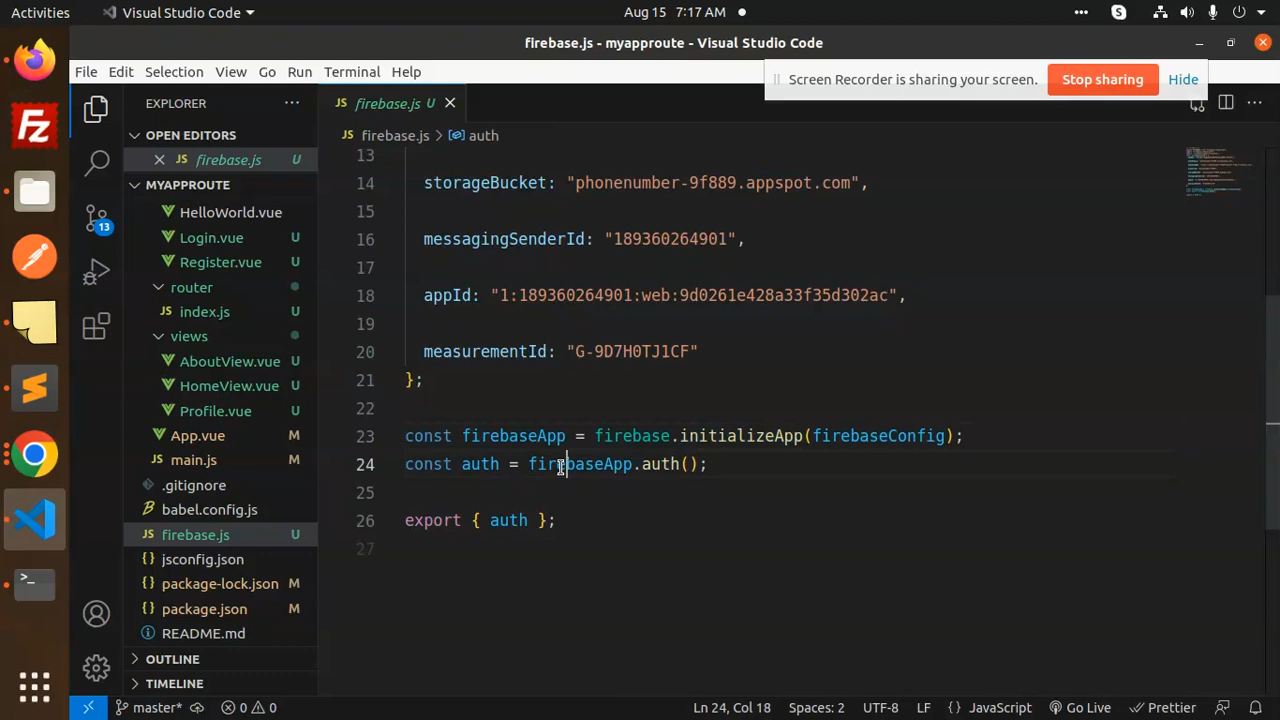 Activities
Visual Studio Code
Aug 15 7:17 AM
firebase.js - myapproute - Visual Studio Code
File Edit Selection View Go Run Terminal Help
Screen Recorder is sharing your screen. Stop sharing Hide
EXPLORER
JS firebase.js U
OPEN EDITORS
JS firebase.js > auth
JS firebase.js U
MYAPPROUTE
HelloWorld.vue
Login.vue U
Register.vue U
router
JS index.js U
views
AboutView.vue U
HomeView.vue U
Profile.vue U
App.vue M
JS main.js M
.gitignore
babel.config.js
JS firebase.js U
{} jsconfig.json
{} package-lock.json M
{} package.json M
README.md
OUTLINE
TIMELINE
13
14 storageBucket: "phonenumber-9f889.appspot.com",
15
16 messagingSenderId: "189360264901",
17
18 appId: "1:189360264901:web:9d0261e428a33f35d302ac",
19
20 measurementId: "G-9D7H0TJ1CF"
21 };
22
23 const firebaseApp = firebase.initializeApp(firebaseConfig);
24 const auth = firebaseApp.auth();
25
26 export { auth };
27
13
master* 0 0 Ln 24, Col 18 Spaces: 2 UTF-8 LF {} JavaScript Go Live Prettier